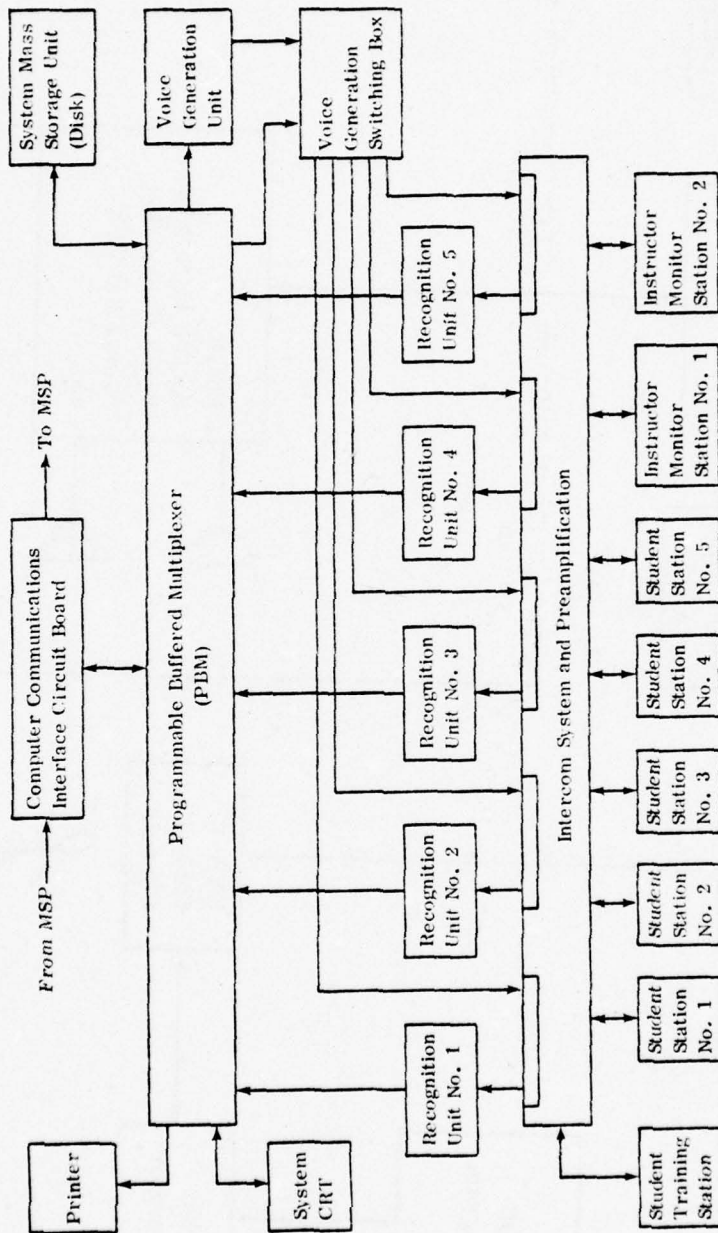 System Mass
Storage Unit
(Disk)
Voice
Generation
Unit
Voice
Generation
Switching Box
Computer Communications
Interface Circuit Board
To MSP
From MSP
Programmable Buffered Multiplexer
(PBM)
Printer
System
CRT
Recognition
Unit No. 1
Recognition
Unit No. 2
Recognition
Unit No. 3
Recognition
Unit No. 4
Recognition
Unit No. 5
Intercom System and Preamplification
Student
Training
Station
Student
Station
No. 1
Student
Station
No. 2
Student
Station
No. 3
Student
Station
No. 4
Student
Station
No. 5
Instructor
Monitor
Station No. 1
Instructor
Monitor
Station No. 2